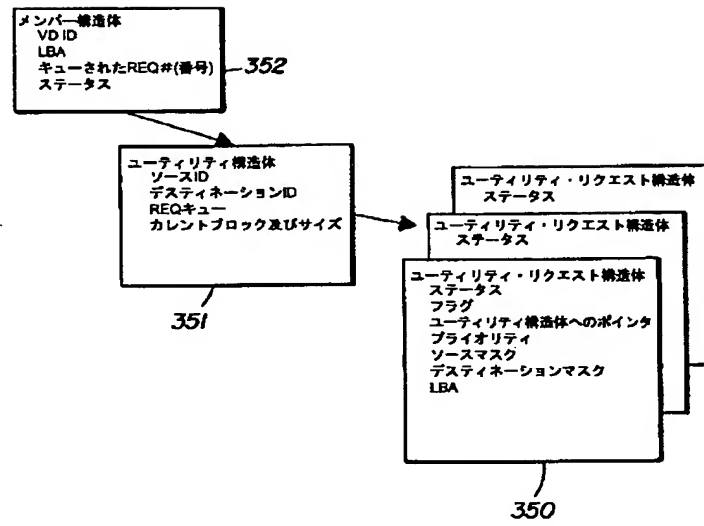 メンバー構造体
VD ID
LBA
キューされたREQ#(番号)
ステータス
352
ユーティリティ構造体
ソースID
デスティネーションID
REQキュー
カレントブロック及びサイズ
351
ユーティリティ・リクエスト構造体
ステータス
ユーティリティ・リクエスト構造体
ステータス
ユーティリティ・リクエスト構造体
ステータス
フラグ
ユーティリティ構造体へのポインタ
プライオリティ
ソースマスク
デスティネーションマスク
LBA
350